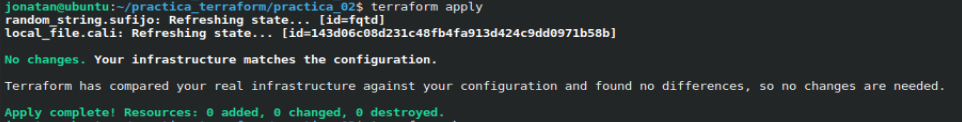 jonatan@ubuntu:~/practica_terraform/practica_02$ terraform apply
random_string.sufijo: Refreshing state... [id=fqtd]
local_file.cali: Refreshing state... [id=143d06c08d231c48fb4fa913d424c9dd0971b58b]
No changes. Your infrastructure matches the configuration.
Terraform has compared your real infrastructure against your configuration and found no differences, so no changes are needed.
Apply complete! Resources: 0 added, 0 changed, 0 destroyed.